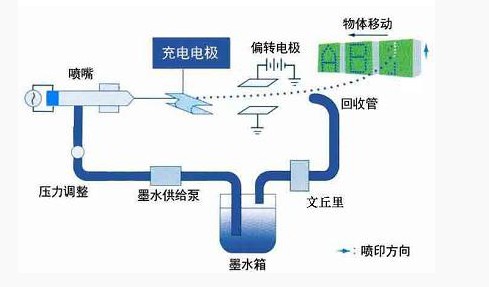 物体移动
充电电极
偏转电极
喷嘴
回收管
压力调整
墨水供给泵
文丘里
墨水箱
:喷印方向